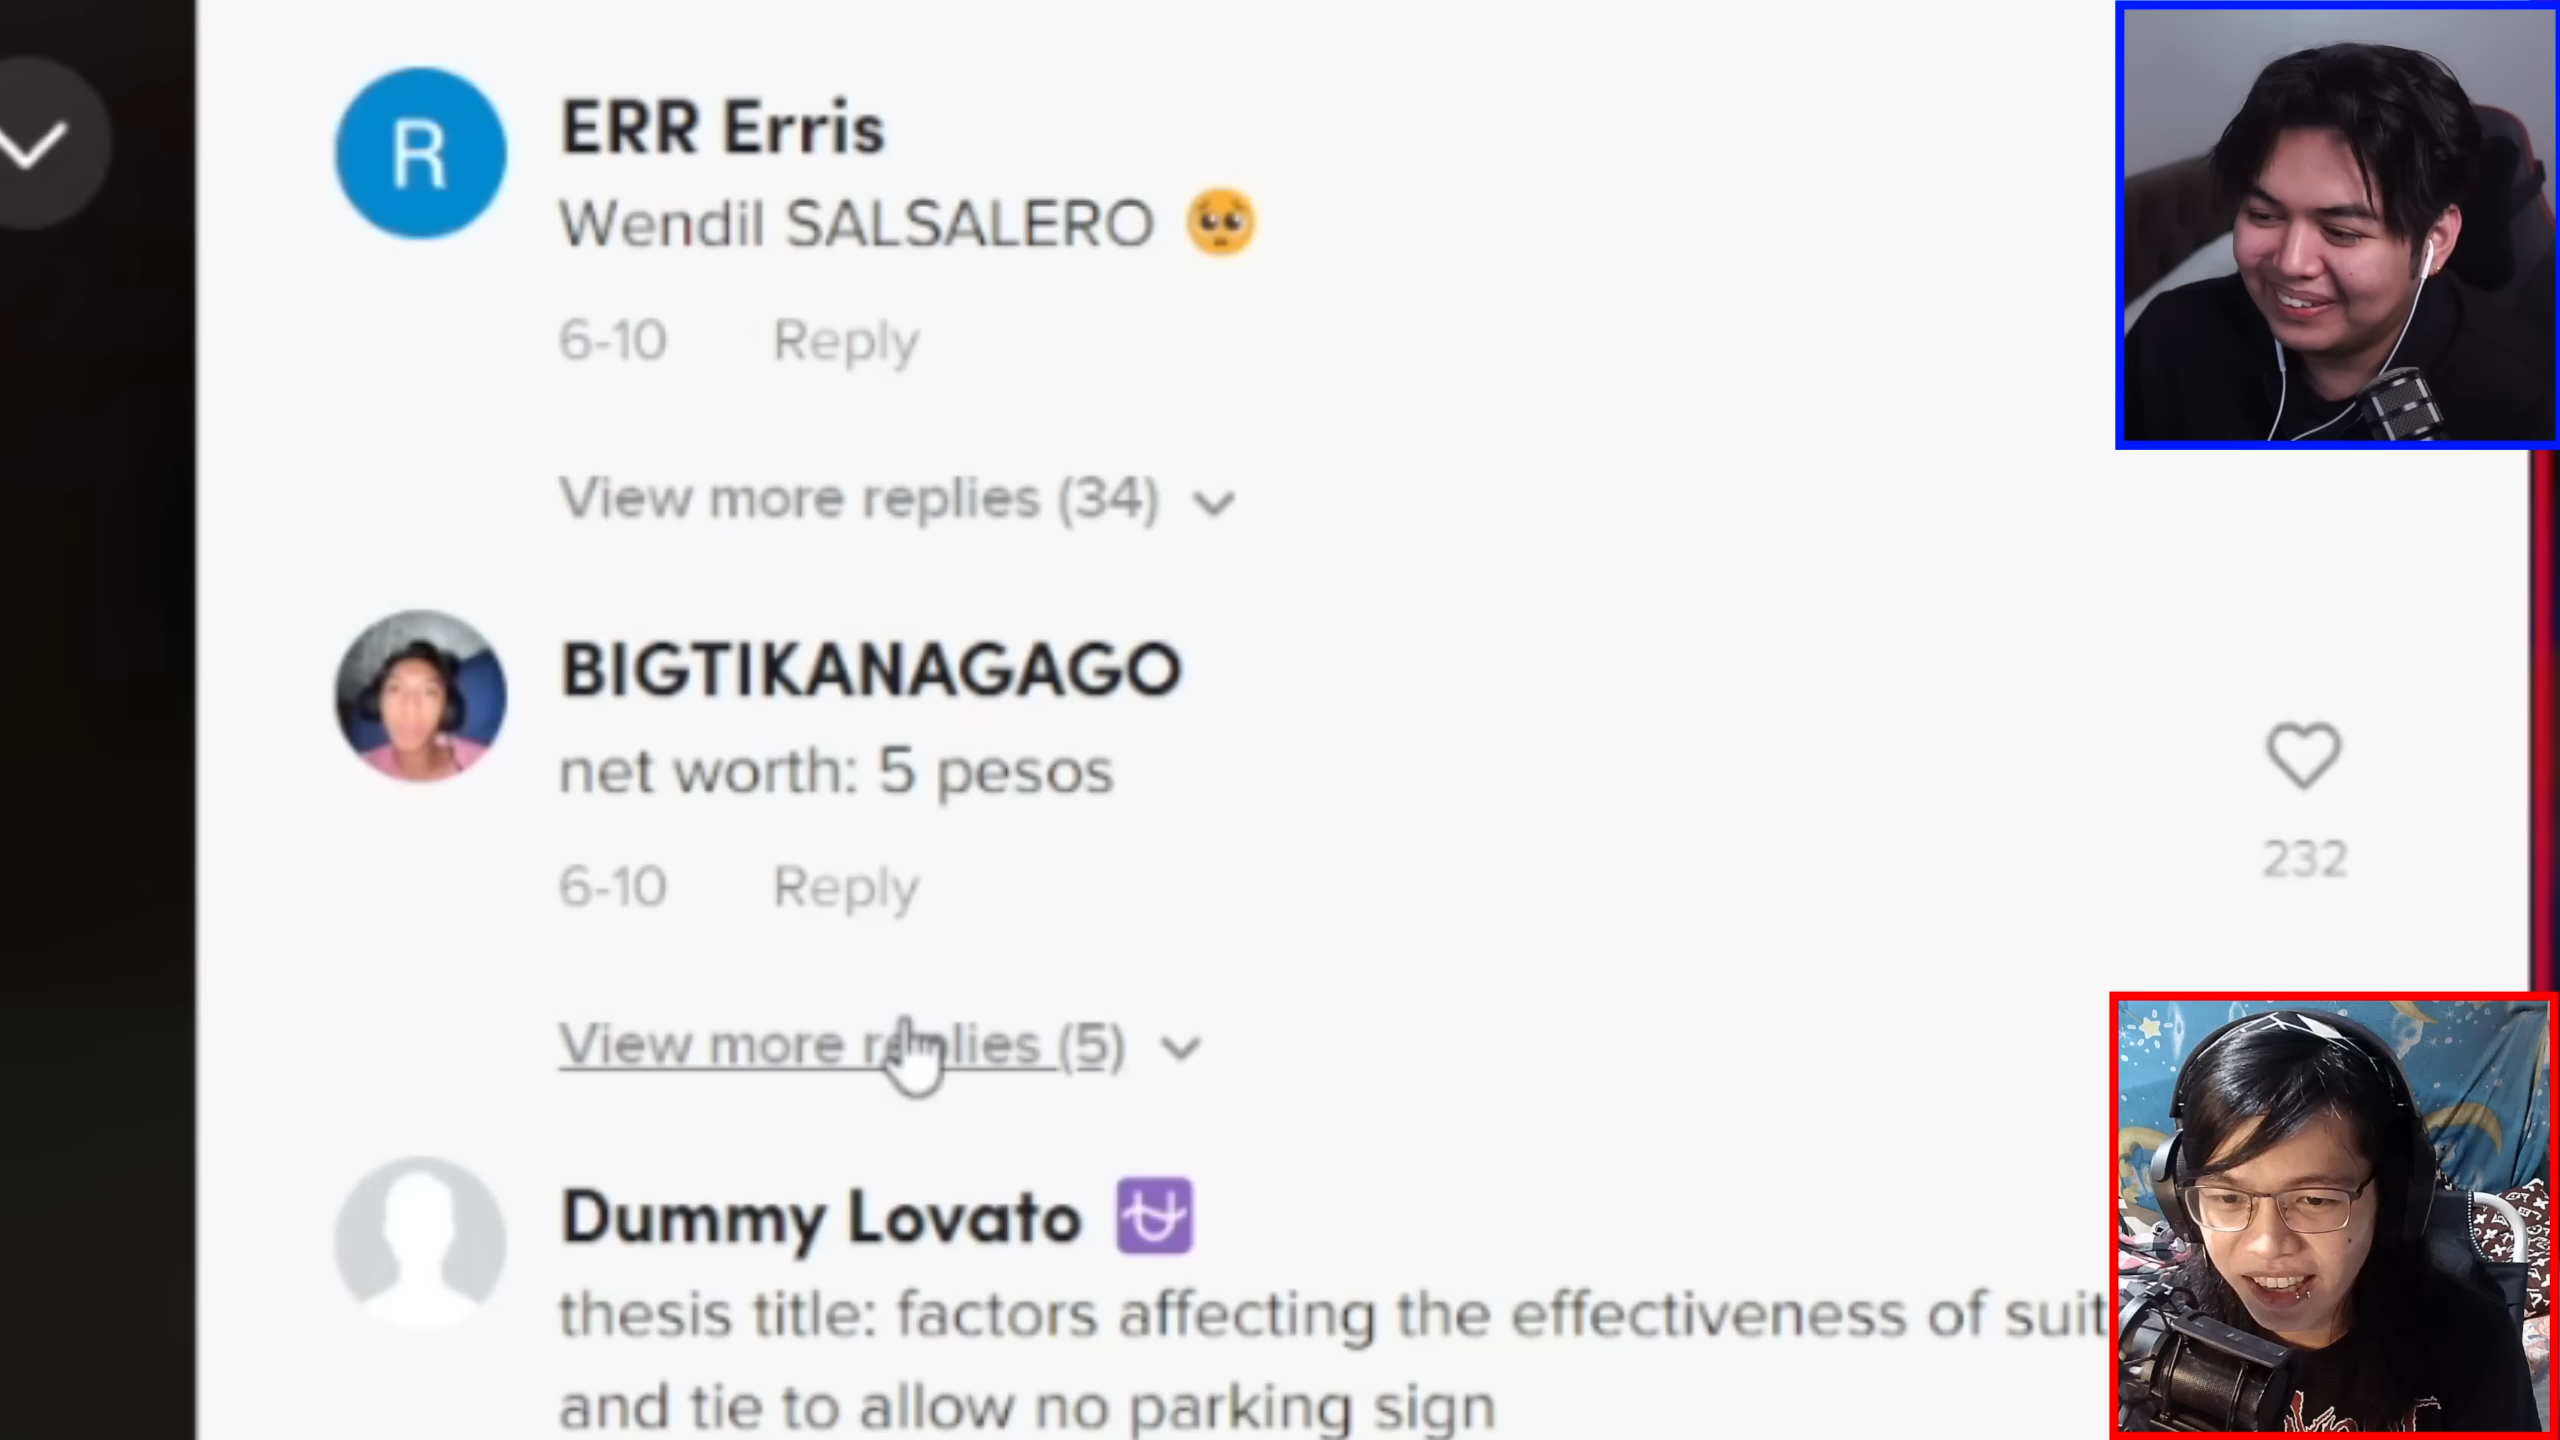 R
ERR Erris
Wendil SALSALERO 🥺
6-10 Reply
View more replies (34)
BIGTIKANAGAGO
net worth: 5 pesos
232
6-10 Reply
View more replies (5)
Dummy Lovato ⛎
thesis title: factors affecting the effectiveness of suit
and tie to allow no parking sign